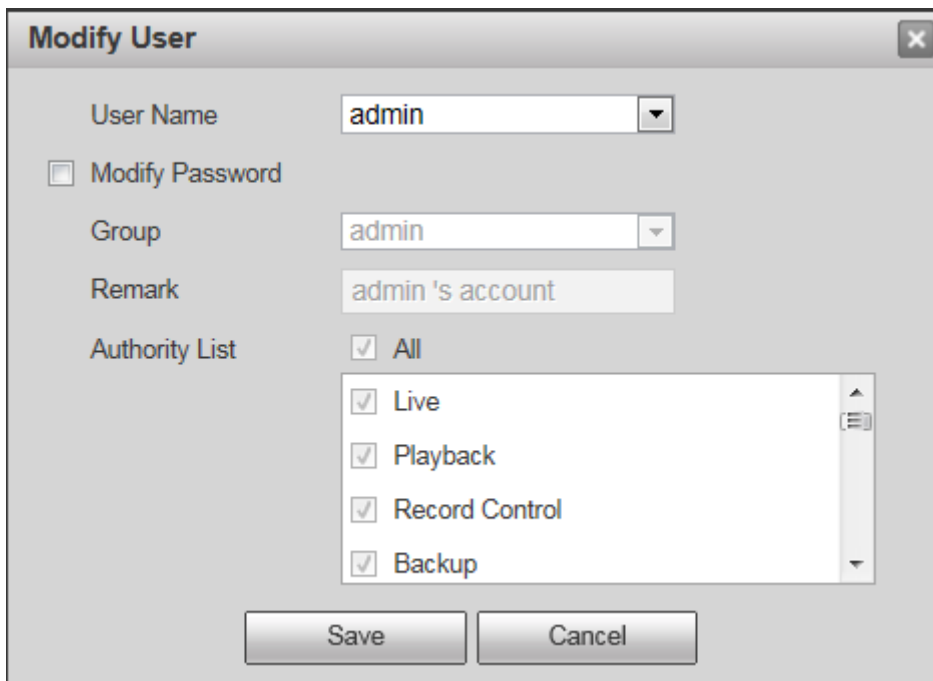 Modify User
User Name admin
Modify Password
Group admin
Remark admin 's account
Authority List All
Live
Playback
Record Control
Backup
Save Cancel